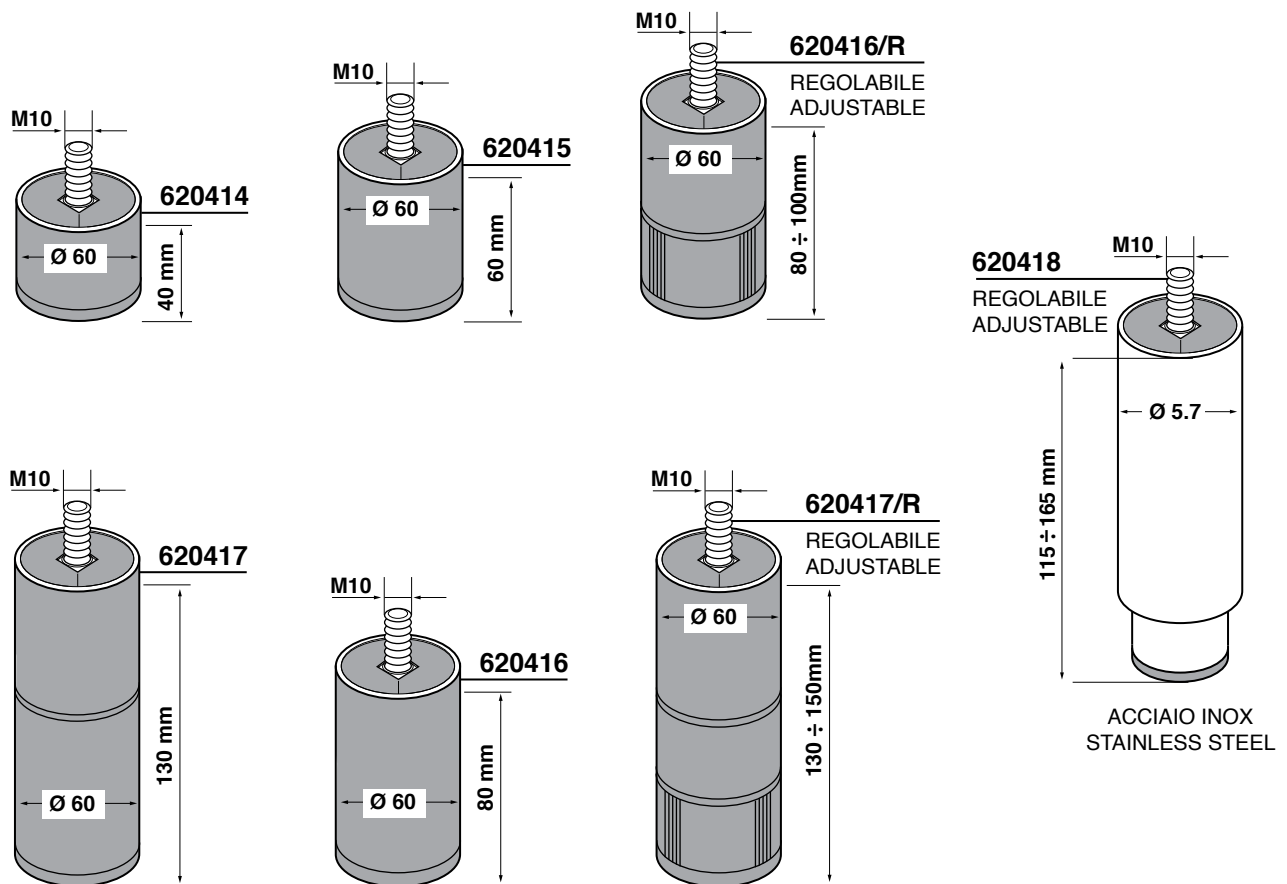 M10
620414
Ø 60
40 mm
M10
620415
Ø 60
60 mm
M10
620416/R
REGOLABILE
ADJUSTABLE
Ø 60
80 ÷ 100mm
M10
620418
REGOLABILE
ADJUSTABLE
Ø 5.7
115 ÷ 165 mm
ACCIAIO INOX
STAINLESS STEEL
M10
620417
130 mm
Ø 60
M10
620416
Ø 60
80 mm
M10
620417/R
REGOLABILE
ADJUSTABLE
Ø 60
130 ÷ 150mm